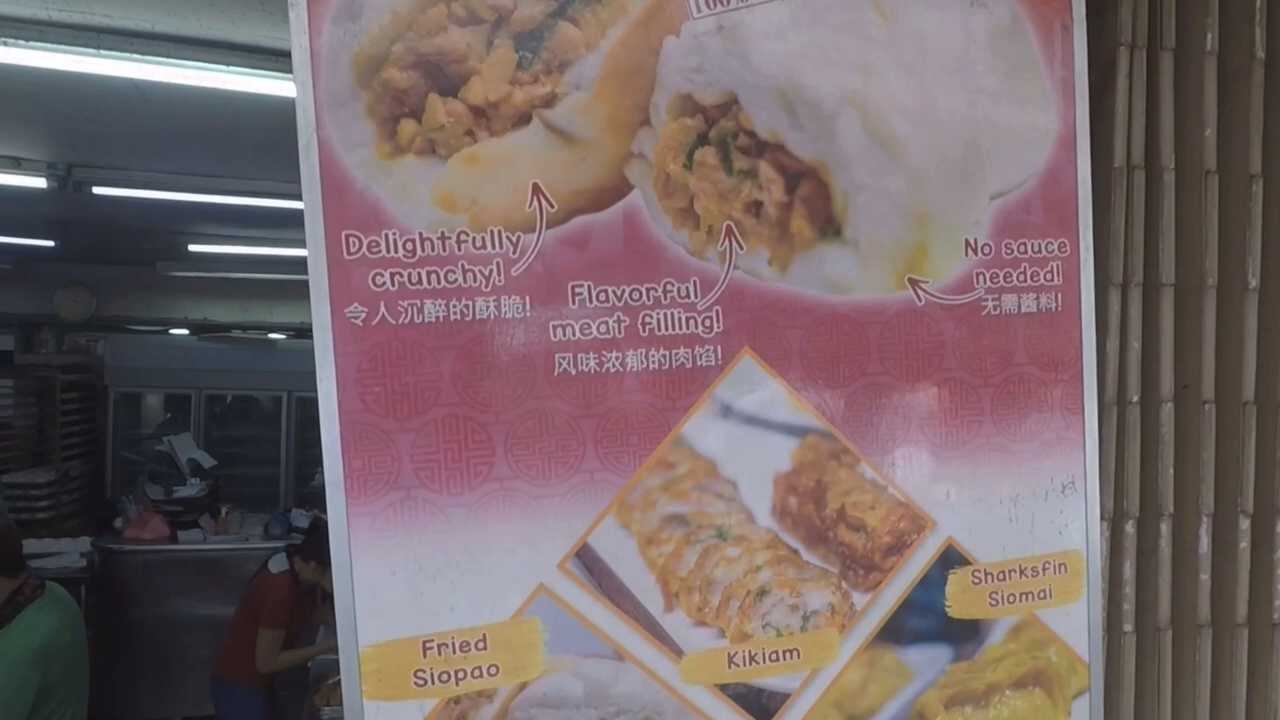 100%
Delightfully
crunchy!
令人沉醉的酥脆!
Flavorful
meat filling!
风味浓郁的肉馅!
No sauce
needed!
无需酱料!
Sharksfin
Siomai
Fried
Siopao
Kikiam